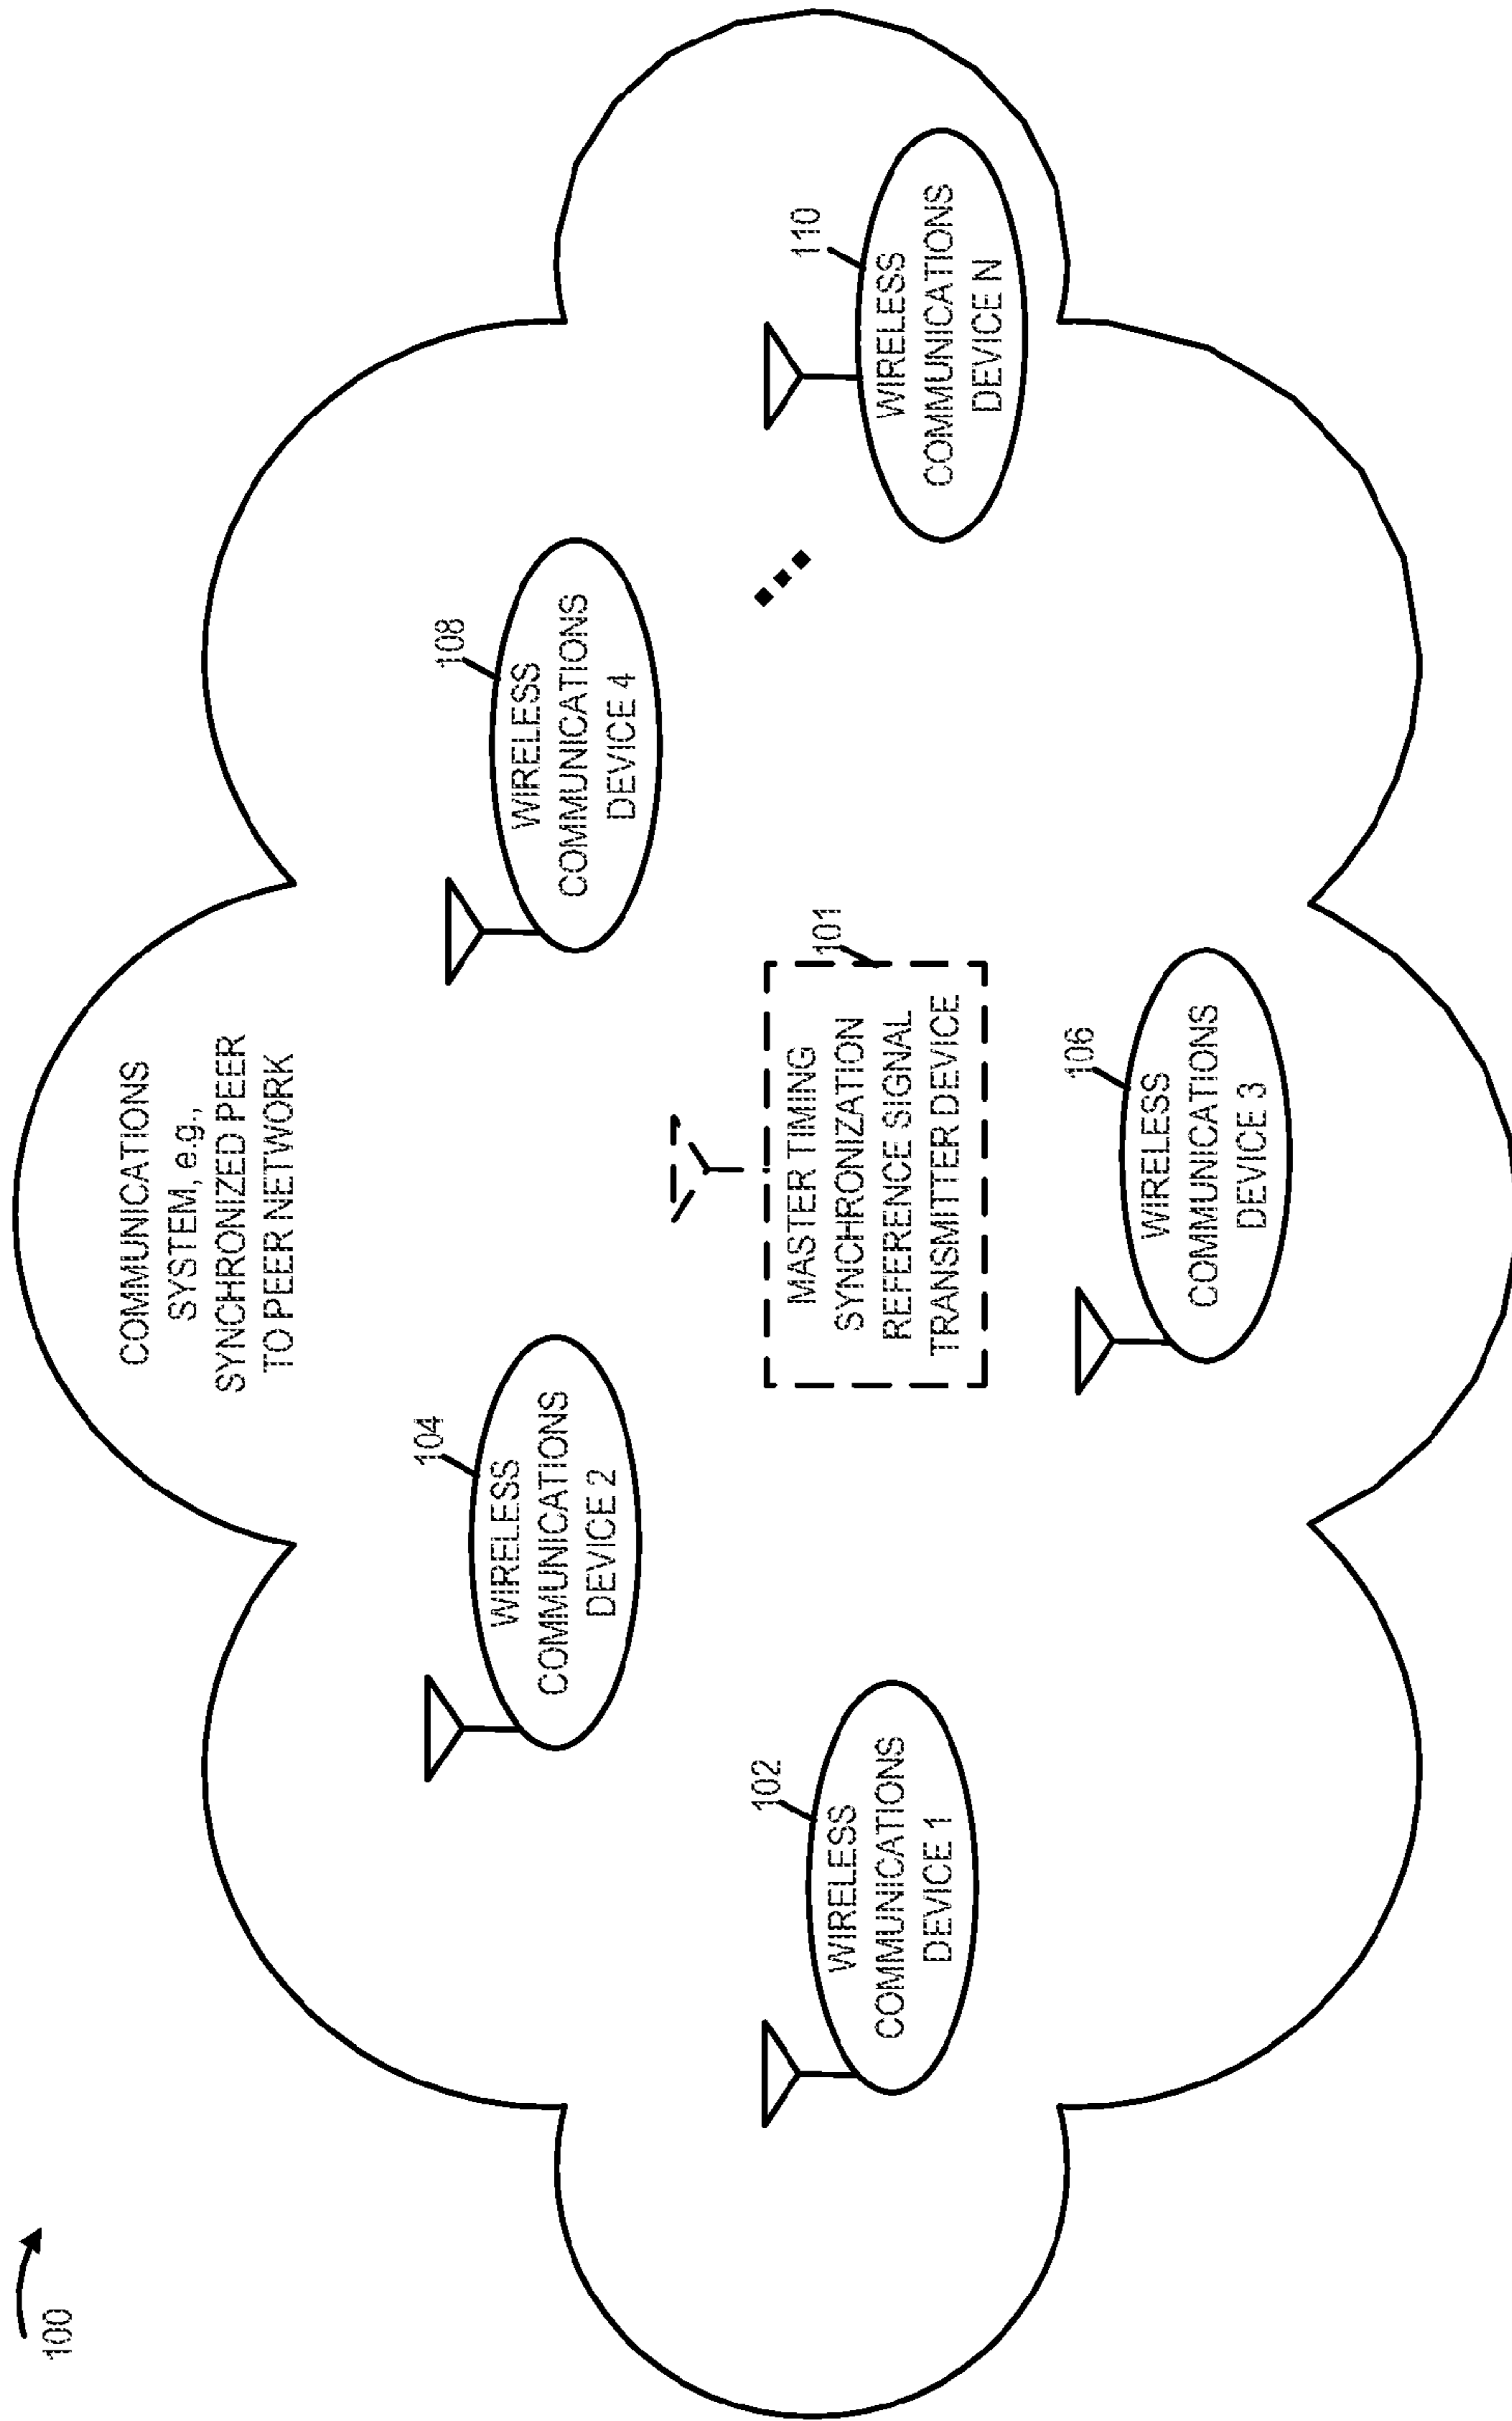 100
COMMUNICATIONS
SYSTEM, e.g.,
SYNCHRONIZED PEER
TO PEER NETWORK
104
WIRELESS
COMMUNICATIONS
DEVICE 2
108
WIRELESS
COMMUNICATIONS
DEVICE 4
102
WIRELESS
COMMUNICATIONS
DEVICE 1
101
MASTER TIMING
SYNCHRONIZATION
REFERENCE SIGNAL
TRANSMITTER DEVICE
110
WIRELESS
COMMUNICATIONS
DEVICE N
106
WIRELESS
COMMUNICATIONS
DEVICE 3